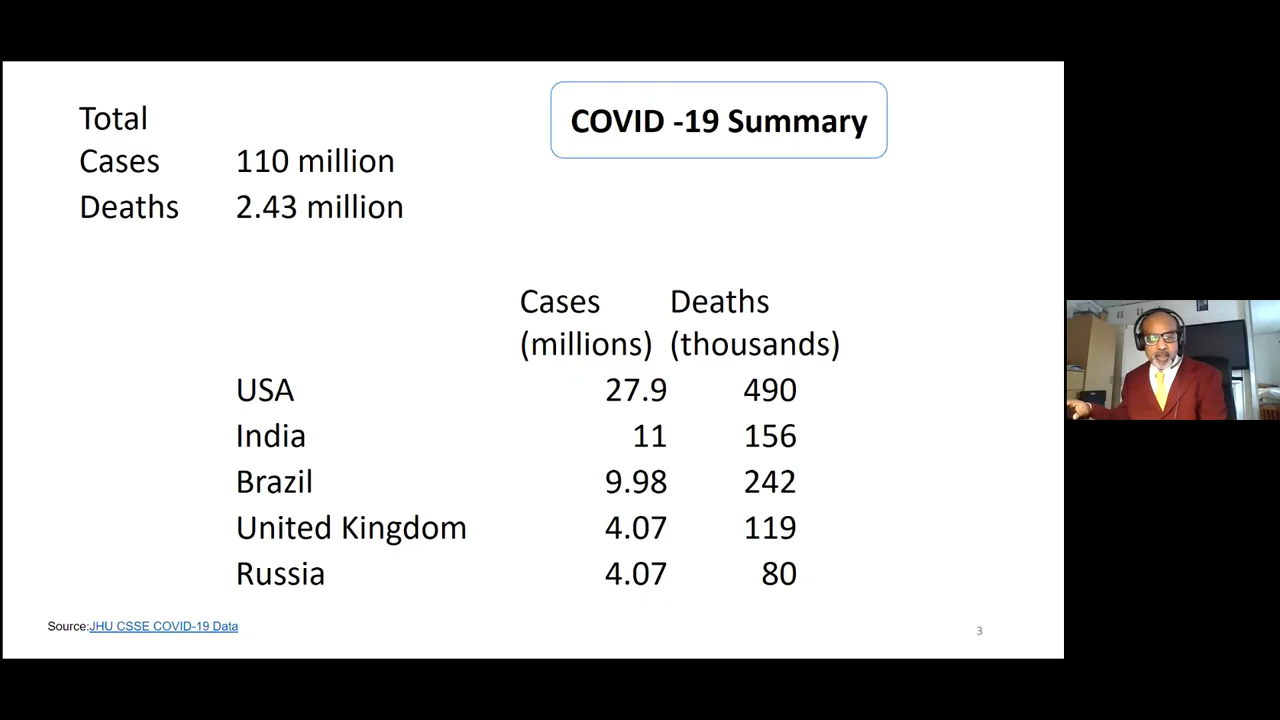 Total
Cases 110 million
Deaths 2.43 million
COVID -19 Summary
Cases Deaths
(millions) (thousands)
USA 27.9 490
India 11 156
Brazil 9.98 242
United Kingdom 4.07 119
Russia 4.07 80
Source:JHU CSSE COVID-19 Data
3